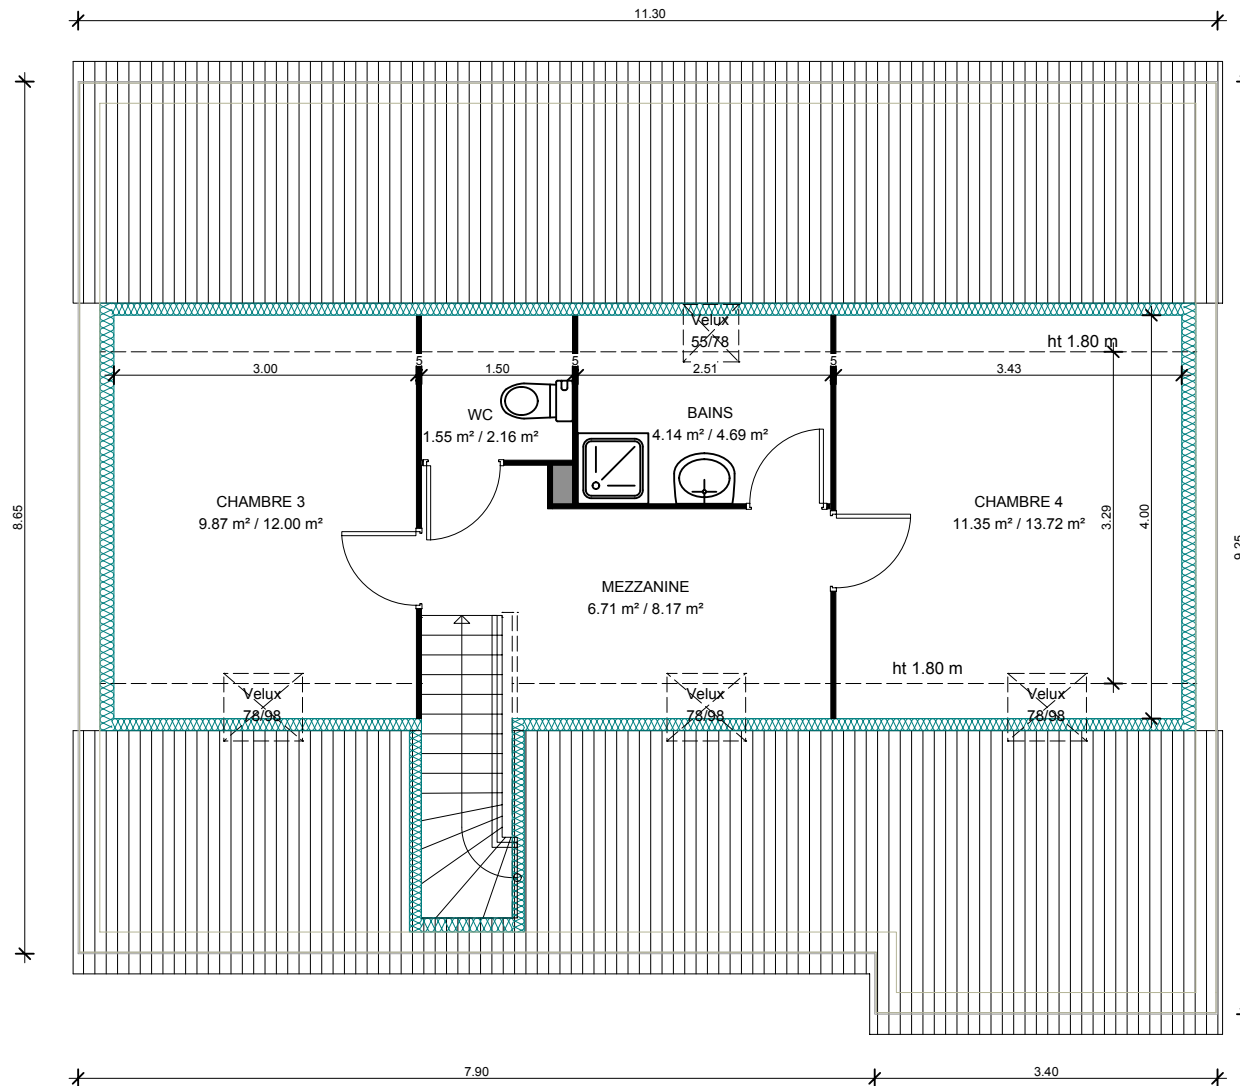 11.30
Velux
55/78
ht 1.80 m
5
5
5
3.00
1.50
2.51
3.43
WC
1.55 m² / 2.16 m²
BAINS
4.14 m² / 4.69 m²
CHAMBRE 3
9.87 m² / 12.00 m²
CHAMBRE 4
11.35 m² / 13.72 m²
3.29
4.00
8.65
9.25
MEZZANINE
6.71 m² / 8.17 m²
ht 1.80 m
Velux
78/98
Velux
78/98
Velux
78/98
7.90
3.40